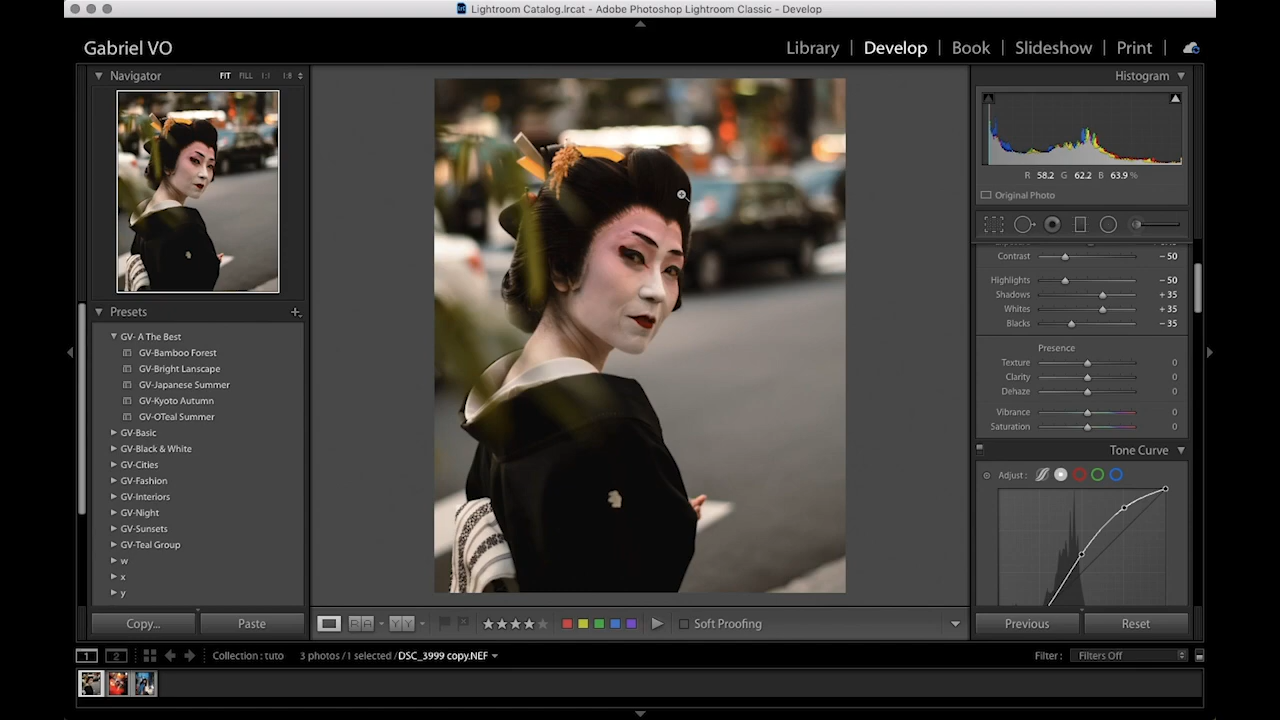 Lightroom Catalog.lrcat - Adobe Photoshop Lightroom Classic - Develop
Gabriel VO
Library | Develop | Book | Slideshow | Print |
Navigator FIT FILL 1:1 1:8
Histogram
R 58.2 G 62.2 B 63.9 %
Original Photo
Contrast - 50
Highlights - 50
Shadows + 35
Whites + 35
Blacks - 35
Presence
Texture 0
Clarity 0
Dehaze 0
Vibrance 0
Saturation 0
Tone Curve
Adjust :
Presets
GV- A The Best
GV-Bamboo Forest
GV-Bright Lanscape
GV-Japanese Summer
GV-Kyoto Autumn
GV-OTeal Summer
GV-Basic
GV-Black & White
GV-Cities
GV-Fashion
GV-Interiors
GV-Night
GV-Sunsets
GV-Teal Group
w
x
y
Copy... Paste
R A Y Y
Soft Proofing
Previous Reset
1 2
Collection : tuto 3 photos / 1 selected / DSC_3999 copy.NEF
Filter : Filters Off